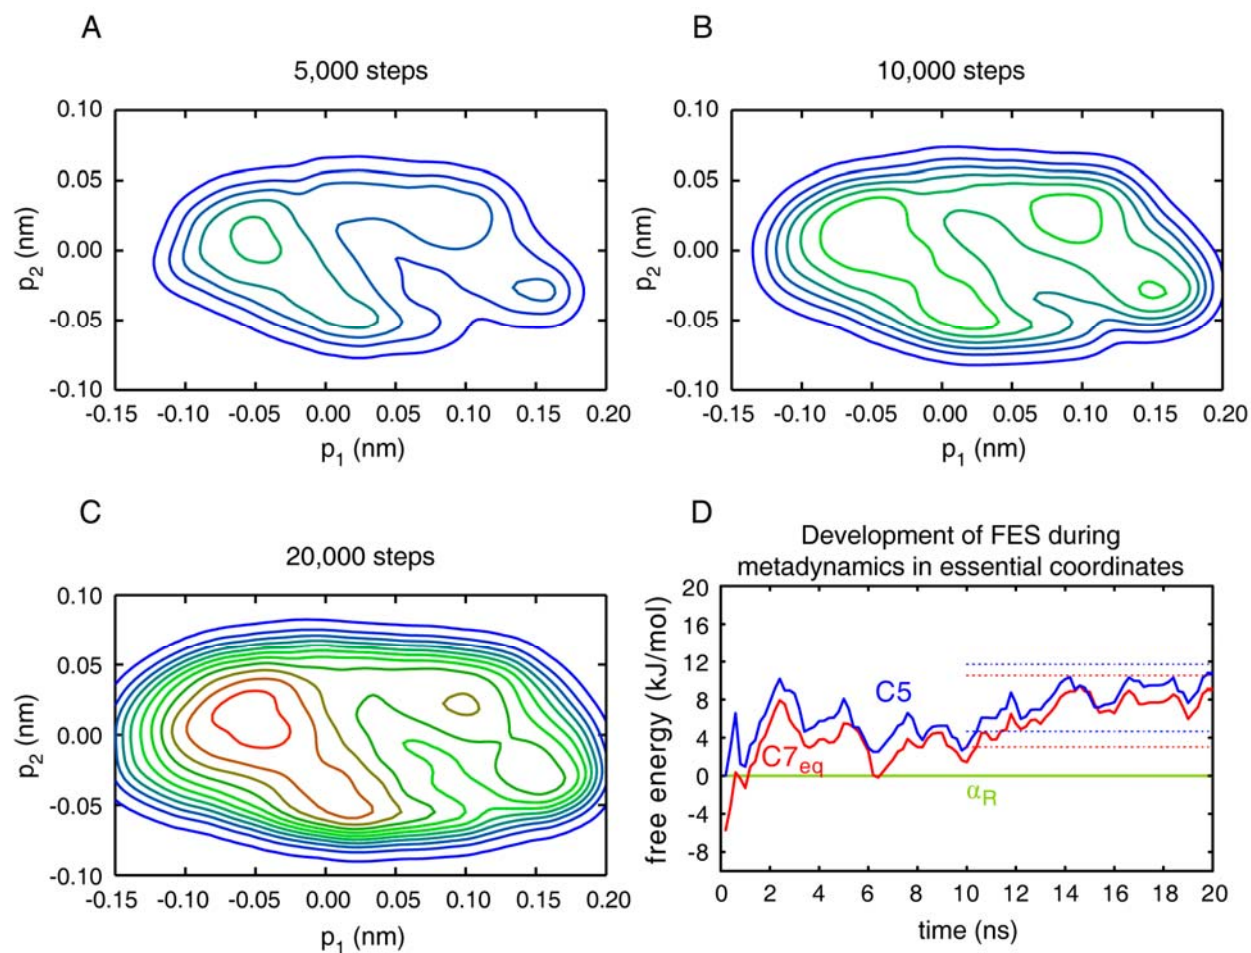 A
5,000 steps
0.10
0.05
0.00
-0.05
-0.10
p2 (nm)
-0.15 -0.10 -0.05 0.00 0.05 0.10 0.15 0.20
p1 (nm)
B
10,000 steps
0.10
0.05
0.00
-0.05
-0.10
p2 (nm)
-0.15 -0.10 -0.05 0.00 0.05 0.10 0.15 0.20
p1 (nm)
C
20,000 steps
0.10
0.05
0.00
-0.05
-0.10
p2 (nm)
-0.15 -0.10 -0.05 0.00 0.05 0.10 0.15 0.20
p1 (nm)
D
Development of FES during
metadynamics in essential coordinates
20
16
12
8
4
0
-4
-8
free energy (kJ/mol)
C5
C7eq
αR
0 2 4 6 8 10 12 14 16 18 20
time (ns)